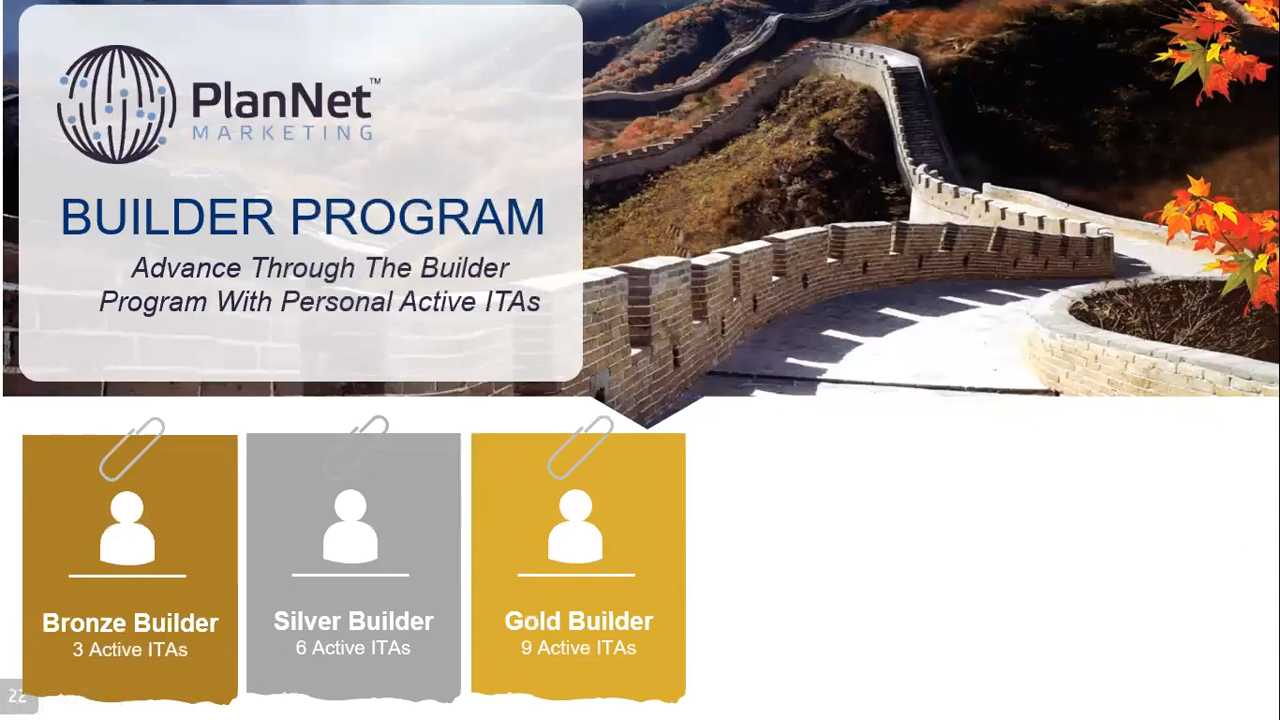 PlanNet™
MARKETING
BUILDER PROGRAM
Advance Through The Builder
Program With Personal Active ITAs
Bronze Builder
3 Active ITAs
Silver Builder
6 Active ITAs
Gold Builder
9 Active ITAs
22